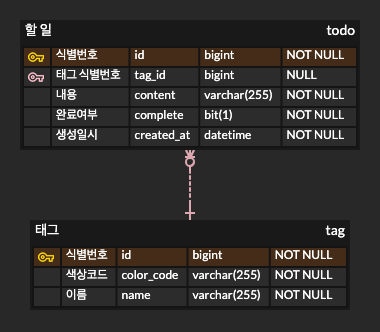 할 일 todo
식별번호 id bigint NOT NULL
태그 식별번호 tag_id bigint NULL
내용 content varchar(255) NOT NULL
완료여부 complete bit(1) NOT NULL
생성일시 created_at datetime NOT NULL
태그 tag
식별번호 id bigint NOT NULL
색상코드 color_code varchar(255) NOT NULL
이름 name varchar(255) NOT NULL